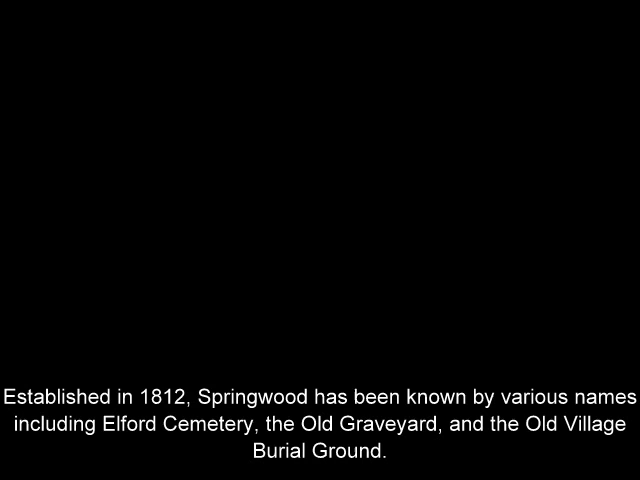 Established in 1812, Springwood has been known by various names
including Elford Cemetery, the Old Graveyard, and the Old Village
Burial Ground.